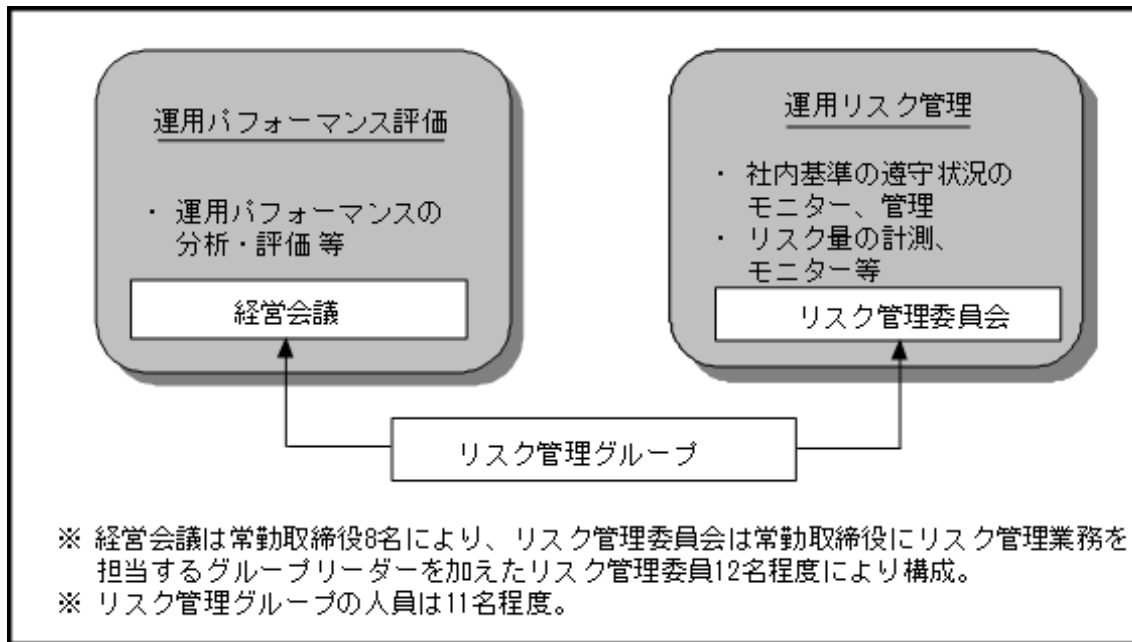 運用パフォーマンス評価
・ 運用パフォーマンスの
分析・評価 等
経営会議
運用リスク管理
・ 社内基準の遵守状況の
モニター、管理
・ リスク量の計測、
モニター等
リスク管理委員会
リスク管理グループ
※ 経営会議は常勤取締役8名により、リスク管理委員会は常勤取締役にリスク管理業務を
担当するグループリーダーを加えたリスク管理委員12名程度により構成。
※ リスク管理グループの人員は11名程度。